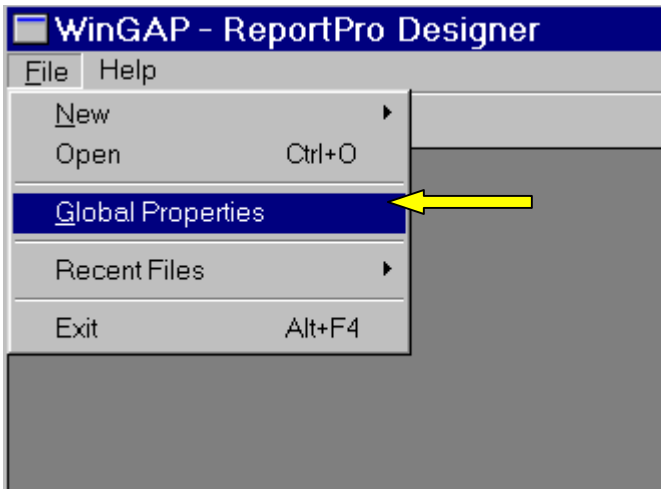 WinGAP - ReportPro Designer
File Help
New
Open Ctrl+O
Global Properties
Recent Files
Exit Alt+F4